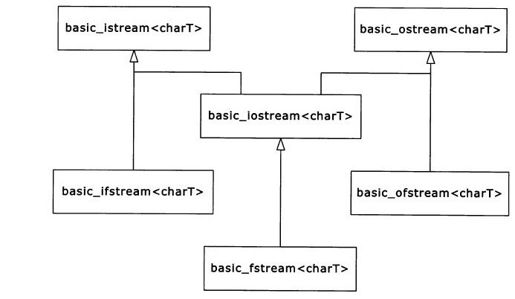 basic_istream<charT>
basic_ostream<charT>
basic_iostream<charT>
basic_ifstream<charT>
basic_ofstream<charT>
basic_fstream<charT>